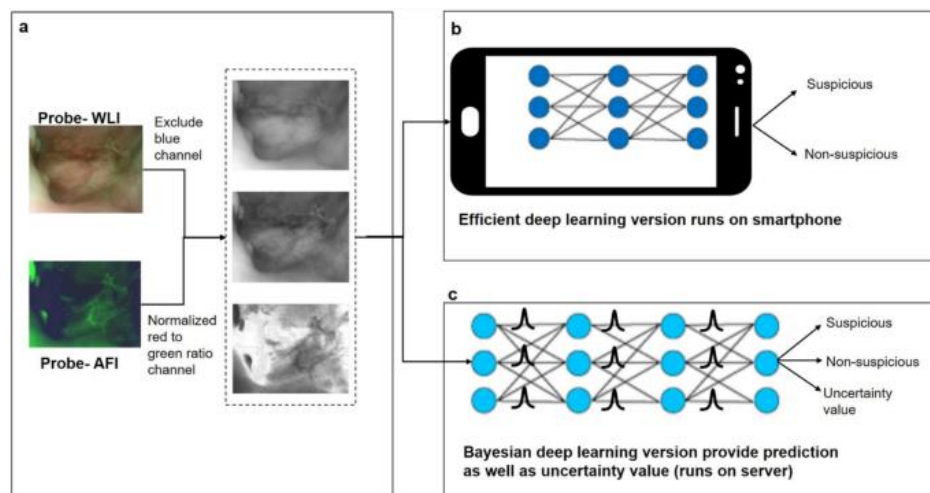 a
Probe- WLI
Exclude
blue
channel
Normalized
red to
green ratio
channel
Probe- AFI
b
Suspicious
Non-suspicious
Efficient deep learning version runs on smartphone
c
Suspicious
Non-suspicious
Uncertainty
value
Bayesian deep learning version provide prediction
as well as uncertainty value (runs on server)